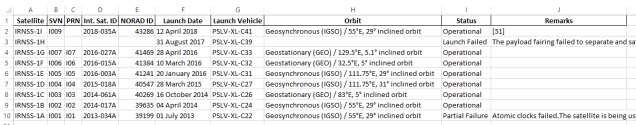 A B C D E F G H I J
1 Satellite SVN PRN Int. Sat. ID NORAD ID Launch Date Launch Vehicle Orbit Status Remarks
2 IRNSS-1I I009 2018-035A 43286 12 April 2018 PSLV-XL-C41 Geosynchronous (IGSO) / 55°E, 29° inclined orbit Operational [51]
3 IRNSS-1H 31 August 2017 PSLV-XL-C39 Launch Failed The payload fairing failed to separate and sa
4 IRNSS-1G I007 I07 2016-027A 41469 28 April 2016 PSLV-XL-C33 Geostationary (GEO) / 129.5°E, 5.1° inclined orbit Operational
5 IRNSS-1F I006 I06 2016-015A 41384 10 March 2016 PSLV-XL-C32 Geostationary (GEO) / 32.5°E, 5° inclined orbit Operational
6 IRNSS-1E I005 I05 2016-003A 41241 20 January 2016 PSLV-XL-C31 Geosynchronous (IGSO) / 111.75°E, 29° inclined orbit Operational
7 IRNSS-1D I004 I04 2015-018A 40547 28 March 2015 PSLV-XL-C27 Geosynchronous (IGSO) / 111.75°E, 31° inclined orbit Operational
8 IRNSS-1C I003 I03 2014-061A 40269 16 October 2014 PSLV-XL-C26 Geostationary (GEO) / 83°E, 5° inclined orbit Operational
9 IRNSS-1B I002 I02 2014-017A 39635 04 April 2014 PSLV-XL-C24 Geosynchronous (IGSO) / 55°E, 29° inclined orbit Operational
10 IRNSS-1A I001 I01 2013-034A 39199 01 July 2013 PSLV-XL-C22 Geosynchronous (IGSO) / 55°E, 29° inclined orbit Partial Failure Atomic clocks failed.The satellite is being us